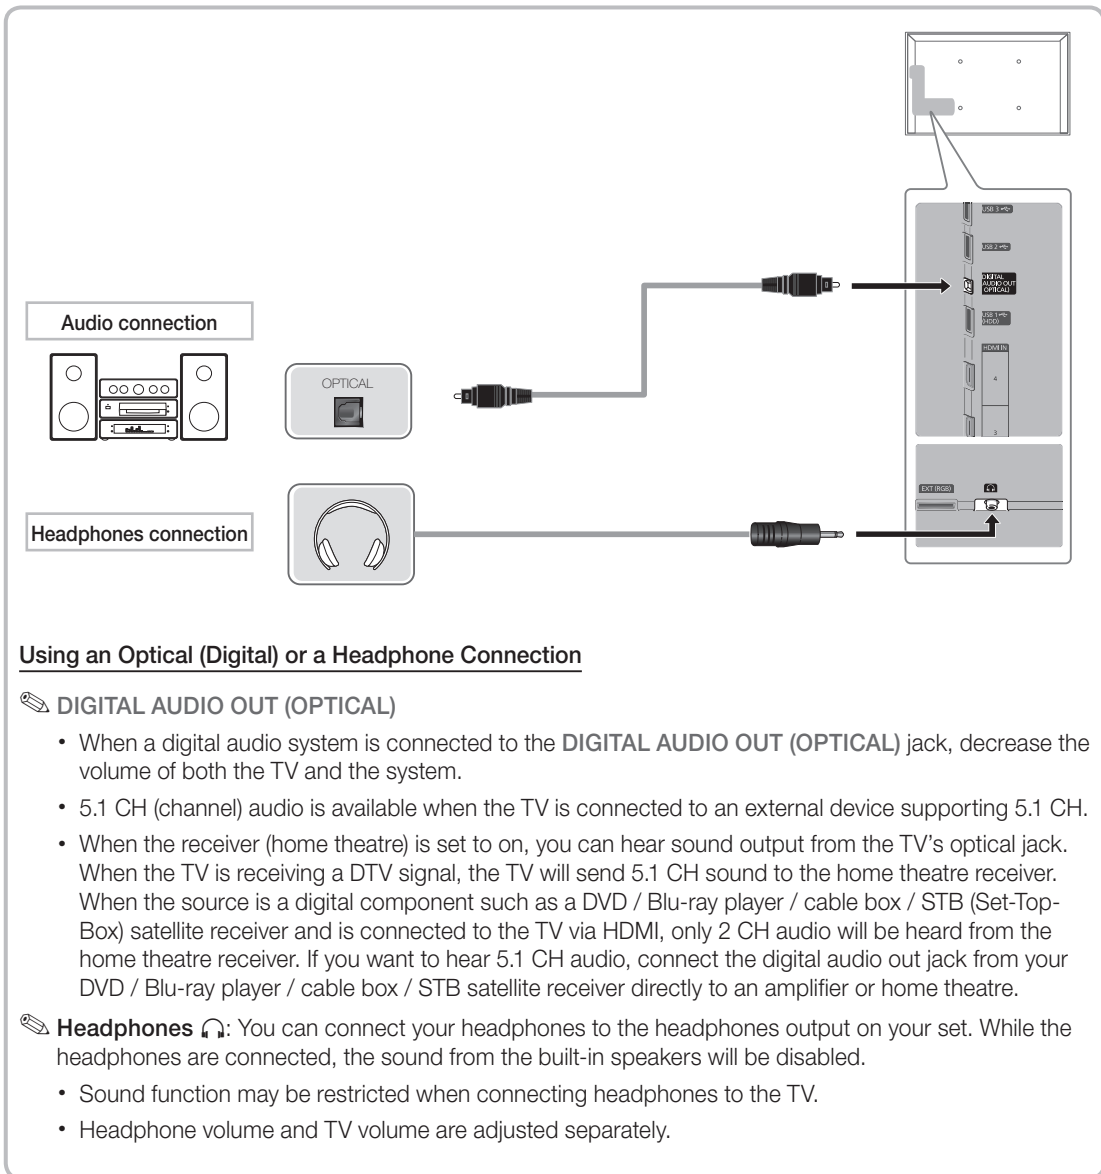 USB 3
USB 2
DIGITAL
AUDIO OUT
(OPTICAL)
USB 1
(HDD)
HDMI IN
4
3
Audio connection
OPTICAL
EXT (RGB)
Headphones connection
Using an Optical (Digital) or a Headphone Connection
DIGITAL AUDIO OUT (OPTICAL)
• When a digital audio system is connected to the DIGITAL AUDIO OUT (OPTICAL) jack, decrease the
volume of both the TV and the system.
• 5.1 CH (channel) audio is available when the TV is connected to an external device supporting 5.1 CH.
• When the receiver (home theatre) is set to on, you can hear sound output from the TV’s optical jack.
When the TV is receiving a DTV signal, the TV will send 5.1 CH sound to the home theatre receiver.
When the source is a digital component such as a DVD / Blu-ray player / cable box / STB (Set-Top-
Box) satellite receiver and is connected to the TV via HDMI, only 2 CH audio will be heard from the
home theatre receiver. If you want to hear 5.1 CH audio, connect the digital audio out jack from your
DVD / Blu-ray player / cable box / STB satellite receiver directly to an amplifier or home theatre.
Headphones : You can connect your headphones to the headphones output on your set. While the
headphones are connected, the sound from the built-in speakers will be disabled.
• Sound function may be restricted when connecting headphones to the TV.
• Headphone volume and TV volume are adjusted separately.